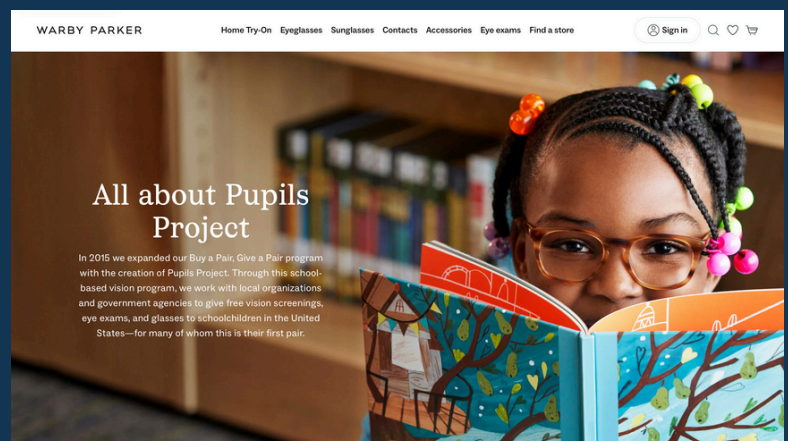 WARBY PARKER
Home Try-On Eyeglasses Sunglasses Contacts Accessories Eye exams Find a store
Sign in
All about Pupils
Project
In 2015 we expanded our Buy a Pair, Give a Pair program
with the creation of Pupils Project. Through this school-
based vision program, we work with local organizations
and government agencies to give free vision screenings,
eye exams, and glasses to schoolchildren in the United
States—for many of whom this is their first pair.